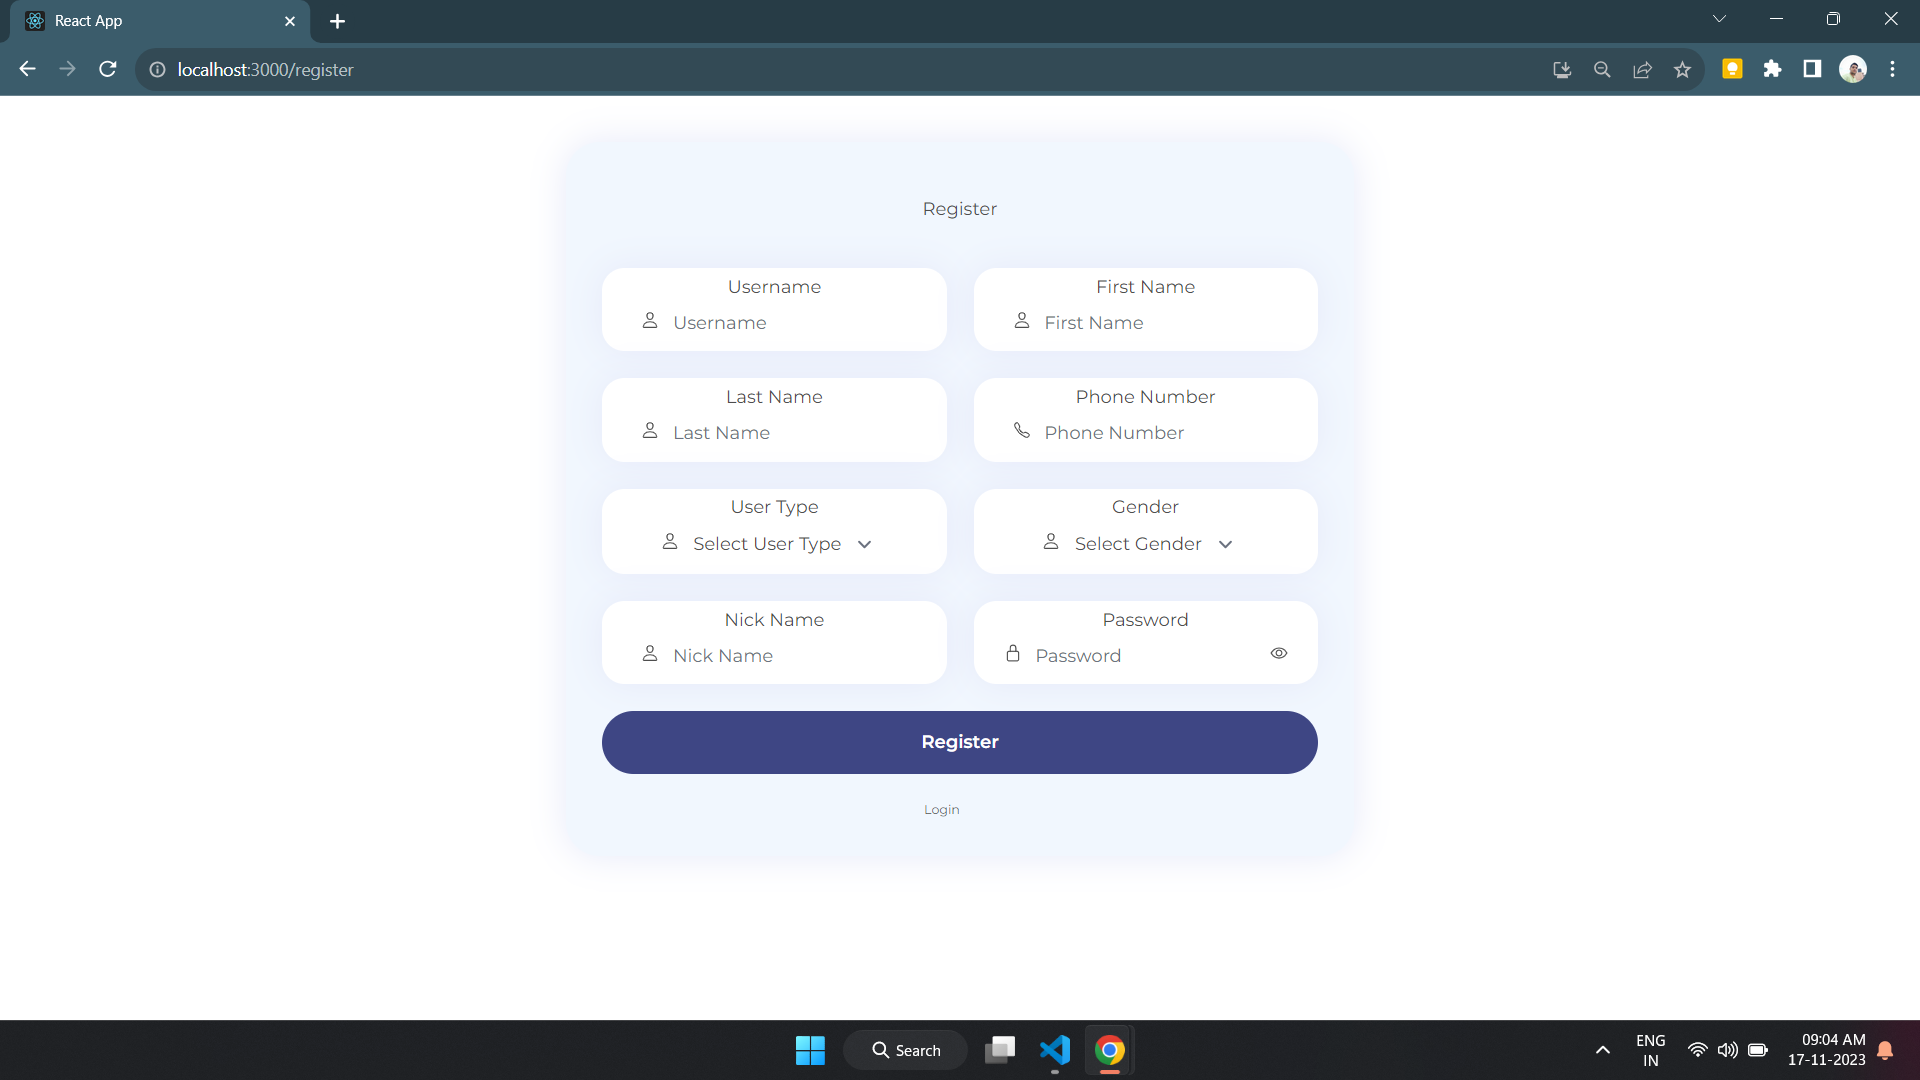 React App
localhost:3000/register
Register
Username
First Name
Username
First Name
Last Name
Phone Number
Last Name
Phone Number
User Type
Gender
Select User Type
Select Gender
Nick Name
Password
Nick Name
Password
Register
Login
Search
ENG
IN
09:04 AM
17-11-2023